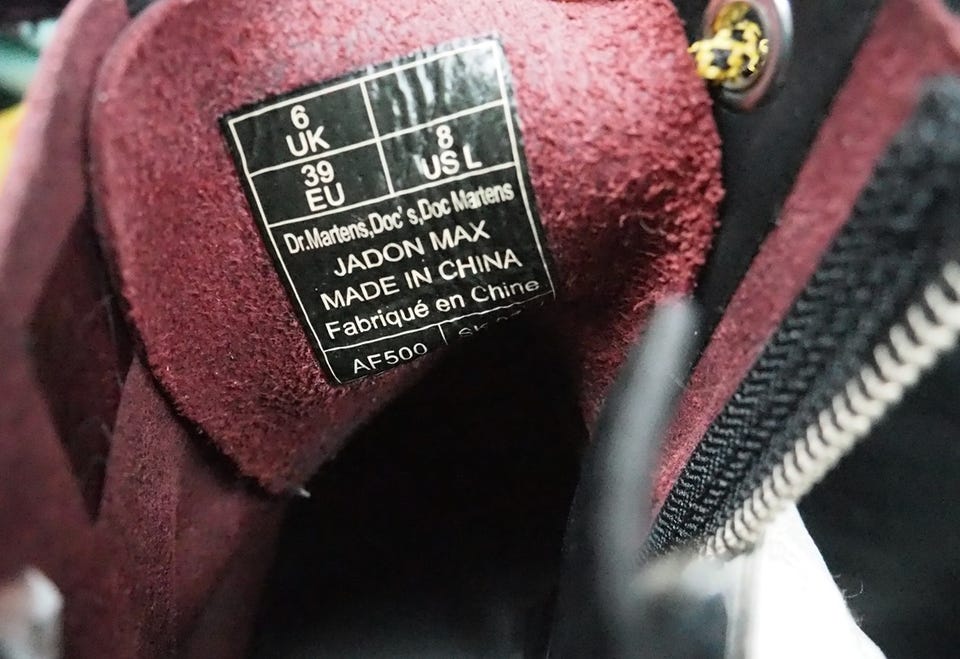 6
UK
8
US L
39
EU
Dr.Martens,Doc's,Doc Martens
JADON MAX
MADE IN CHINA
Fabriqué en Chine
AF500